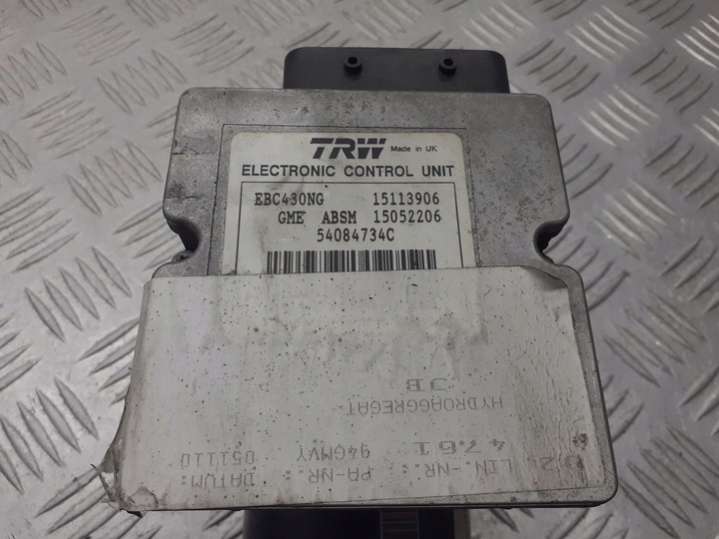 TRW Made in UK
ELECTRONIC CONTROL UNIT
EBC430NG 15113906
GME ABSM 15052206
54084734C
LIN.-NR.: PA-NR.: DATUM:
4761 94GMVY 051110
HYDROAGGREGAT
JB